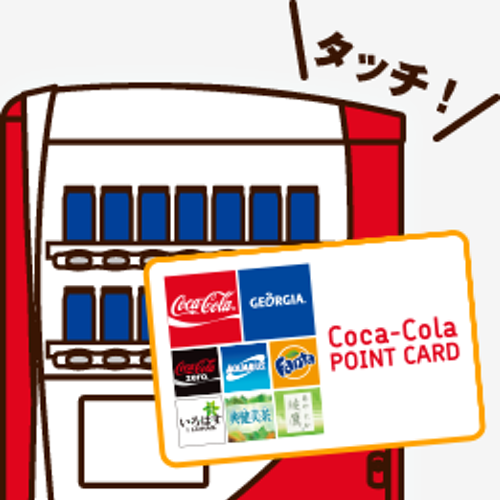 タッチ!
Coca-Cola
GEORGIA
Coca-Cola
zero
AQUARIUS
Fanta
いろはす
I LOHAS
爽健美茶
綾鷹
Coca-Cola
POINT CARD